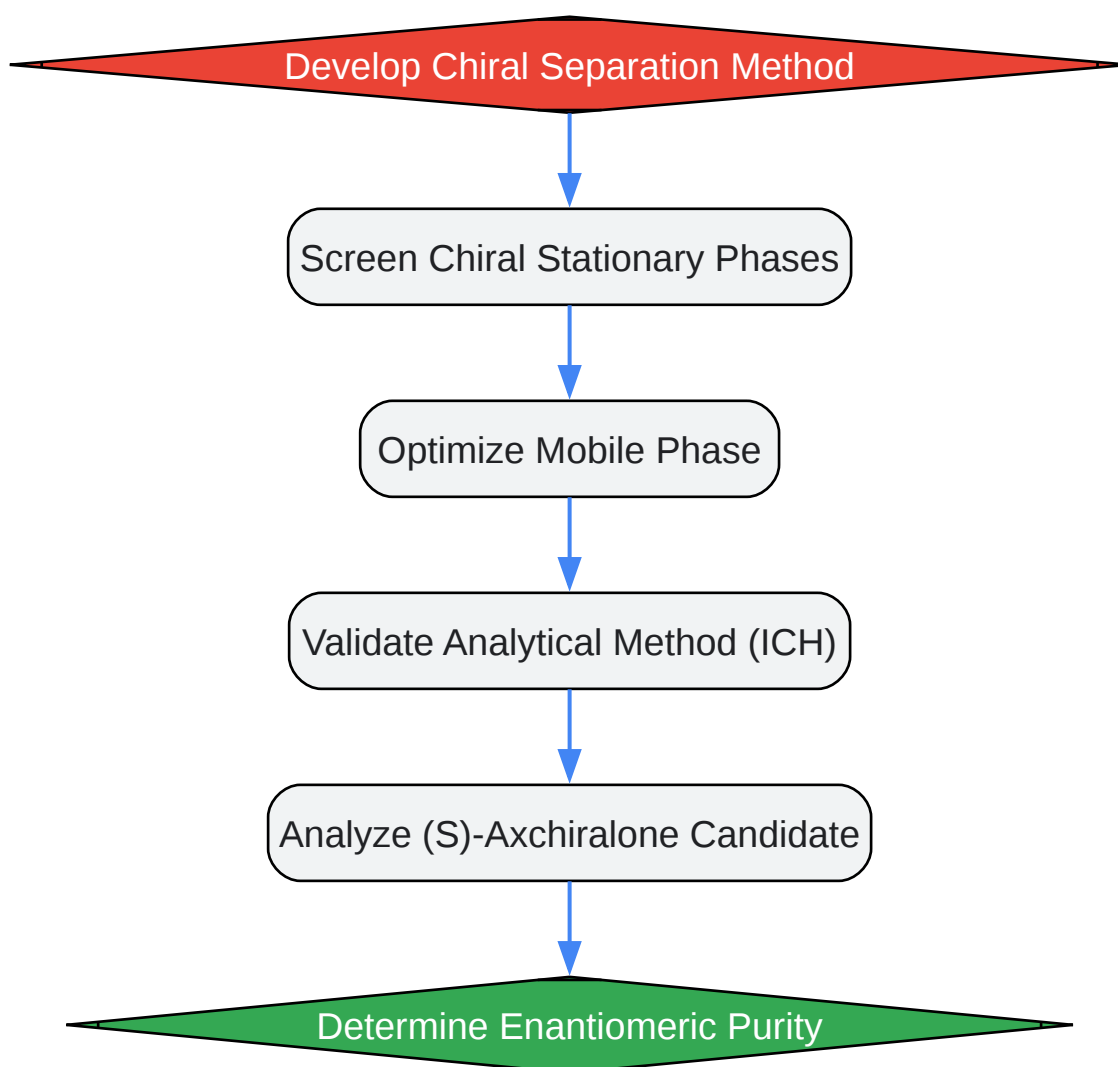 Develop Chiral Separation Method
Screen Chiral Stationary Phases
Optimize Mobile Phase
Validate Analytical Method (ICH)
Analyze (S)-Axchiralone Candidate
Determine Enantiomeric Purity